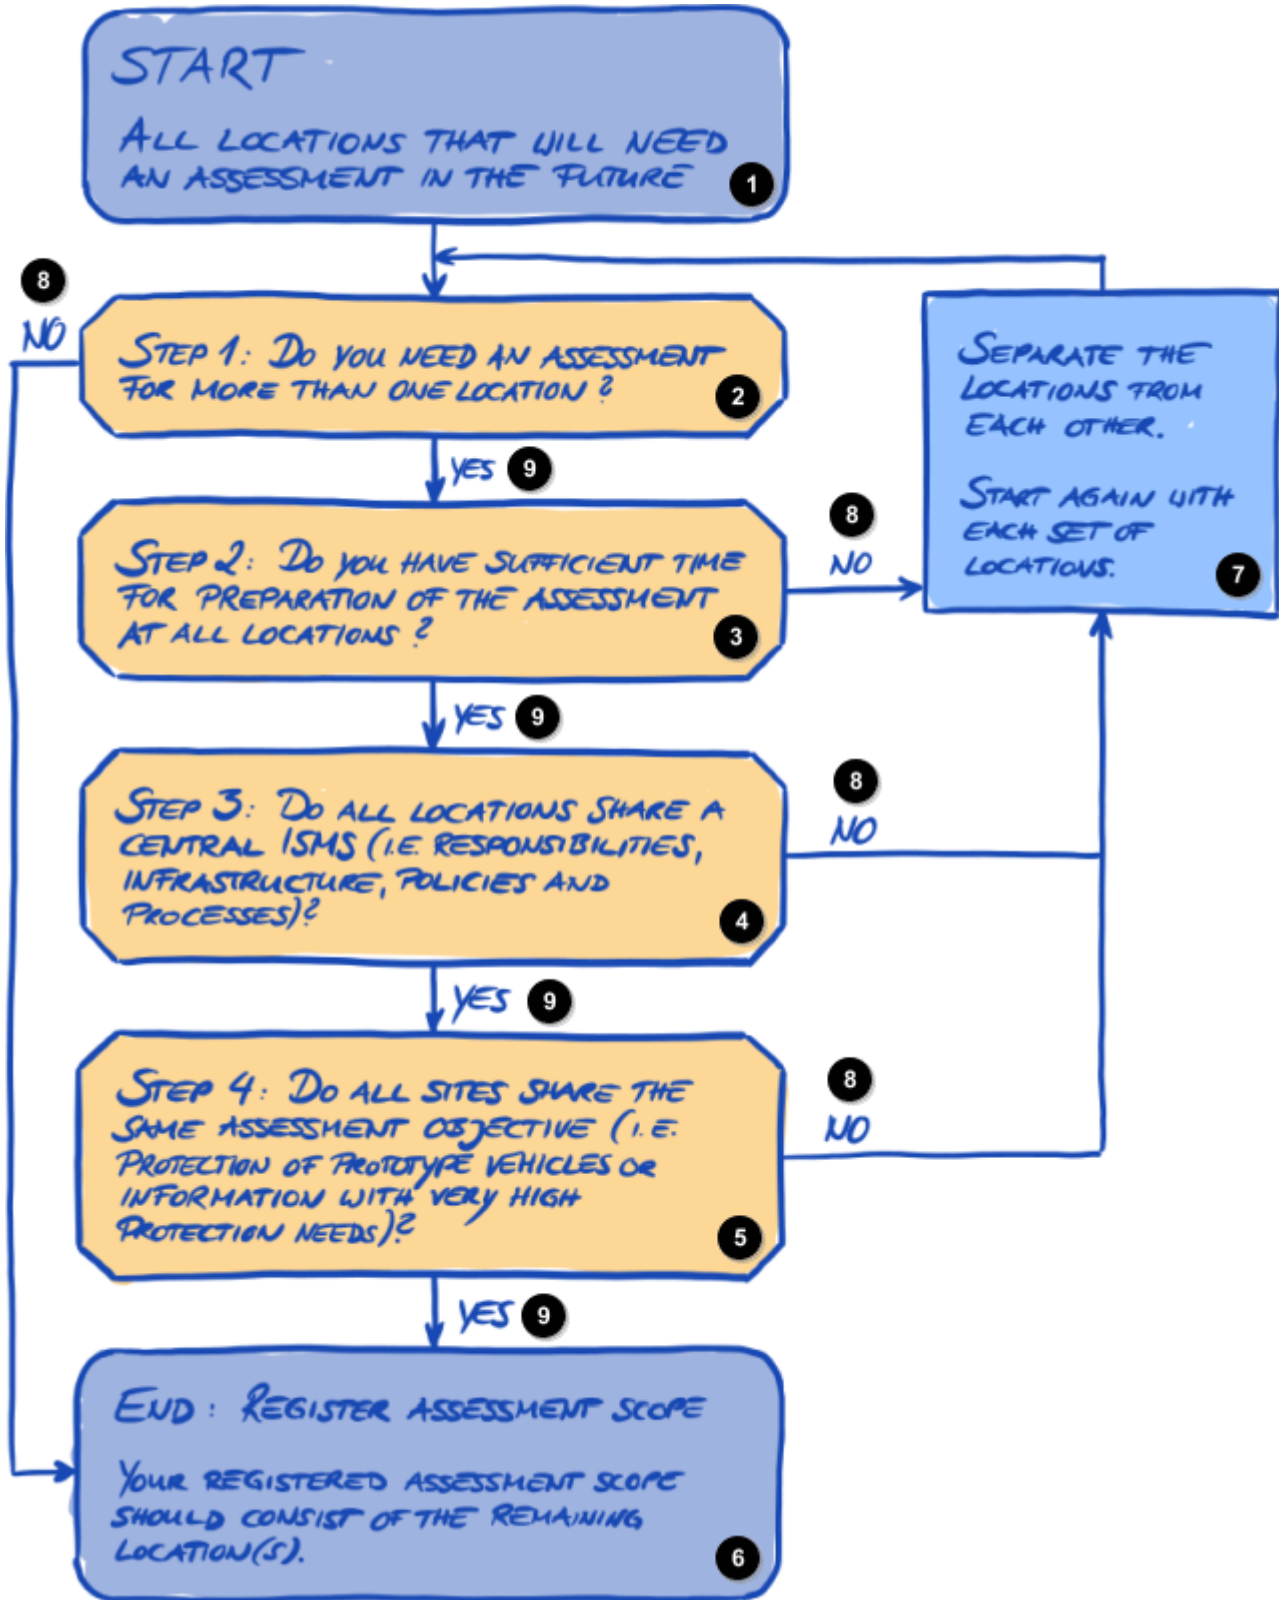 START
ALL LOCATIONS THAT WILL NEED
AN ASSESSMENT IN THE FUTURE
1
8
NO
STEP 1: DO YOU NEED AN ASSESSMENT
FOR MORE THAN ONE LOCATION?
2
YES 9
STEP 2: DO YOU HAVE SUFFICIENT TIME
FOR PREPARATION OF THE ASSESSMENT
AT ALL LOCATIONS?
3
8
NO
SEPARATE THE
LOCATIONS FROM
EACH OTHER.
START AGAIN WITH
EACH SET OF
LOCATIONS.
7
YES 9
STEP 3: DO ALL LOCATIONS SHARE A
CENTRAL ISMS (I.E. RESPONSIBILITIES,
INFRASTRUCTURE, POLICIES AND
PROCESSES)?
4
8
NO
YES 9
STEP 4: DO ALL SITES SHARE THE
SAME ASSESSMENT OBJECTIVE (I.E.
PROTECTION OF PROTOTYPE VEHICLES OR
INFORMATION WITH VERY HIGH
PROTECTION NEEDS)?
5
8
NO
YES 9
END: REGISTER ASSESSMENT SCOPE
YOUR REGISTERED ASSESSMENT SCOPE
SHOULD CONSIST OF THE REMAINING
LOCATION(S).
6